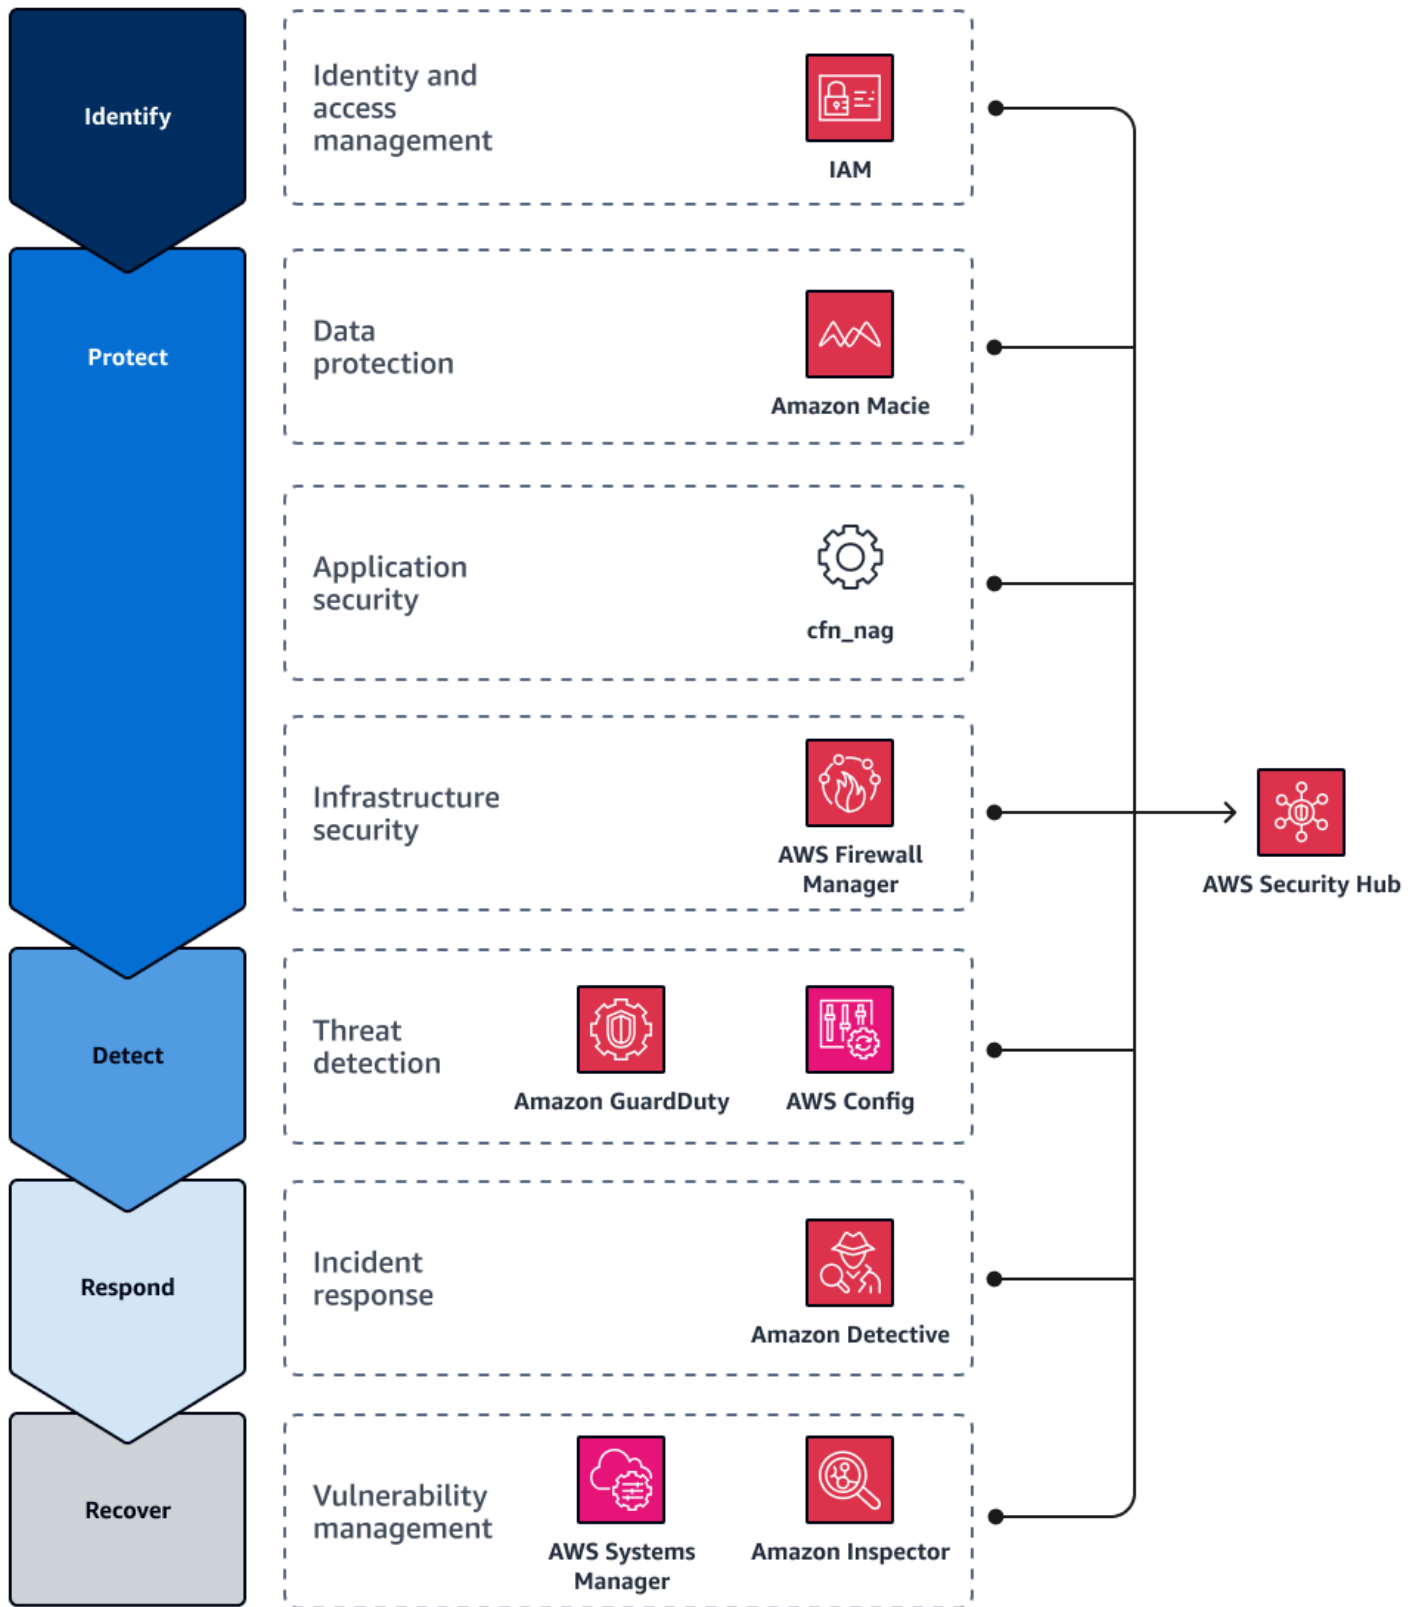 Identify
Identity and
access
management
IAM
Protect
Data
protection
Amazon Macie
Application
security
cfn_nag
Infrastructure
security
AWS Firewall
Manager
AWS Security Hub
Detect
Threat
detection
Amazon GuardDuty
AWS Config
Respond
Incident
response
Amazon Detective
Recover
Vulnerability
management
AWS Systems
Manager
Amazon Inspector